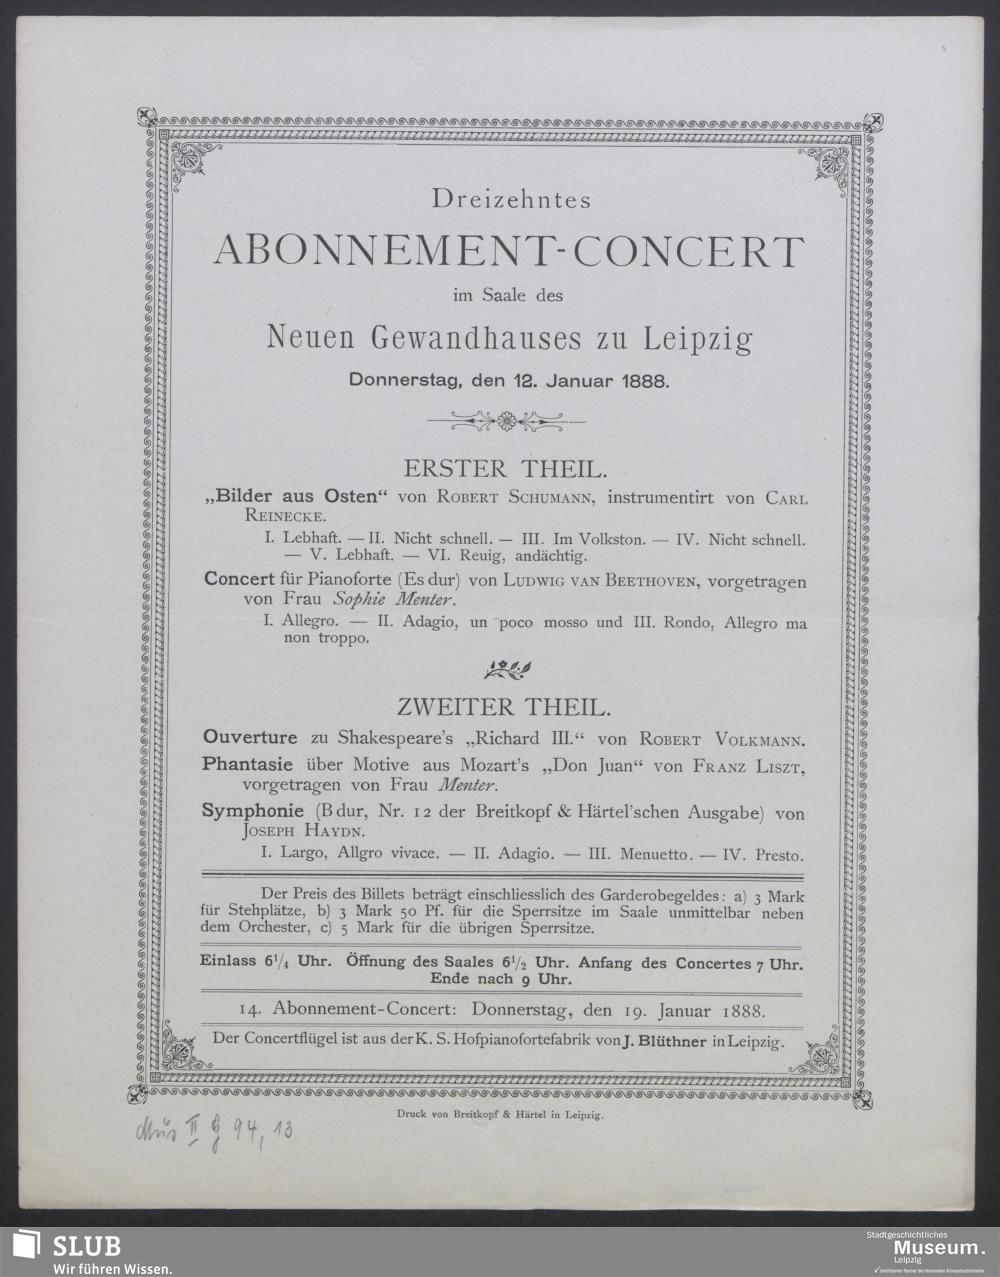 Dreizehntes
ABONNEMENT-CONCERT
im Saale des
Neuen Gewandhauses zu Leipzig
Donnerstag, den 12. Januar 1888.
ERSTER THEIL.
„Bilder aus Osten“ von ROBERT SCHUMANN, instrumentirt von CARL
REINECKE.
I. Lebhaft. — II. Nicht schnell. — III. Im Volkston. — IV. Nicht schnell.
— V. Lebhaft. — VI. Reuig, andächtig.
Concert für Pianoforte (Es dur) von LUDWIG VAN BEETHOVEN, vorgetragen
von Frau Sophie Menter.
I. Allegro. — II. Adagio, un poco mosso und III. Rondo, Allegro ma
non troppo.
ZWEITER THEIL.
Ouverture zu Shakespeare's „Richard III.“ von ROBERT VOLKMANN.
Phantasie über Motive aus Mozart's „Don Juan“ von FRANZ LISZT,
vorgetragen von Frau Menter.
Symphonie (B dur, Nr. 12 der Breitkopf & Härtel'schen Ausgabe) von
JOSEPH HAYDN.
I. Largo, Allgro vivace. — II. Adagio. — III. Menuetto. — IV. Presto.
Der Preis des Billets beträgt einschliesslich des Garderobegeldes: a) 3 Mark
für Stehplätze, b) 3 Mark 50 Pf. für die Sperrsitze im Saale unmittelbar neben
dem Orchester, c) 5 Mark für die übrigen Sperrsitze.
Einlass 6¹/₄ Uhr. Öffnung des Saales 6¹/₂ Uhr. Anfang des Concertes 7 Uhr.
Ende nach 9 Uhr.
14. Abonnement-Concert: Donnerstag, den 19. Januar 1888.
Der Concertflügel ist aus der K. S. Hofpianofortefabrik von J. Blüthner in Leipzig.
Druck von Breitkopf & Härtel in Leipzig.
Mus II g 94, 13
SLUB
Wir führen Wissen.
Stadtgeschichtliches
Museum.
Leipzig
Zertifizierter Partner der Nationalen Klimaschutzinitiative